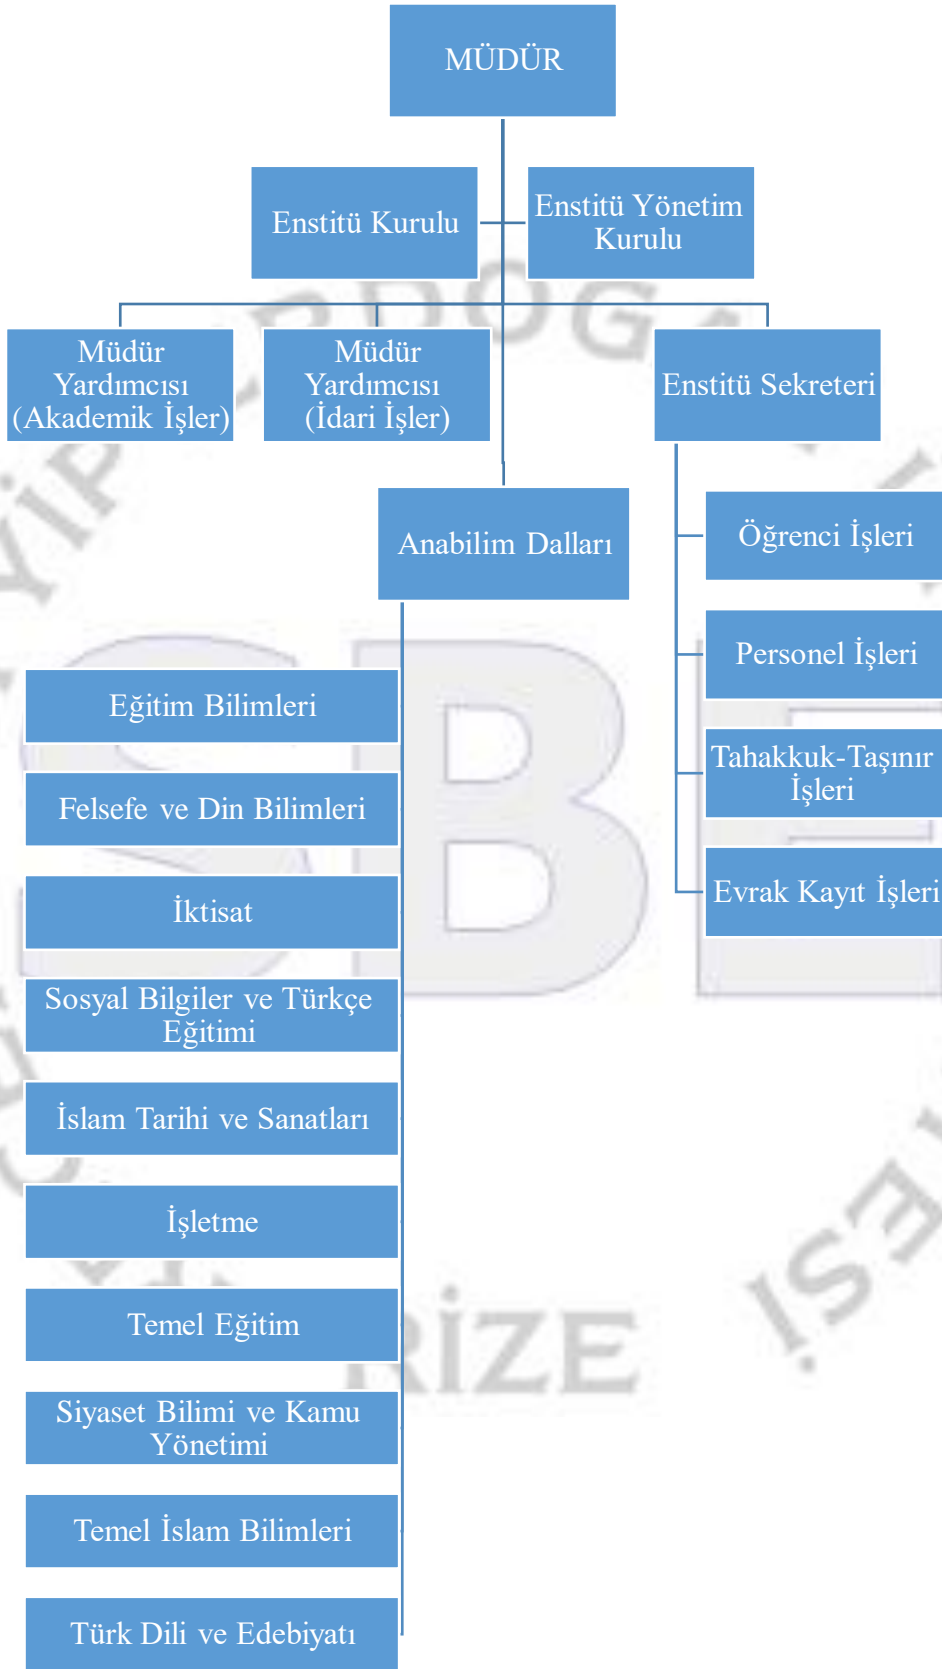 MÜDÜR
Enstitü Kurulu
Enstitü Yönetim
Kurulu
Müdür
Yardımcısı
(Akademik İşler)
Müdür
Yardımcısı
(İdari İşler)
Enstitü Sekreteri
Anabilim Dalları
Öğrenci İşleri
Personel İşleri
Tahakkuk-Taşınır
İşleri
Evrak Kayıt İşleri
Eğitim Bilimleri
Felsefe ve Din Bilimleri
İktisat
Sosyal Bilgiler ve Türkçe
Eğitimi
İslam Tarihi ve Sanatları
İşletme
Temel Eğitim
Siyaset Bilimi ve Kamu
Yönetimi
Temel İslam Bilimleri
Türk Dili ve Edebiyatı
RİZE